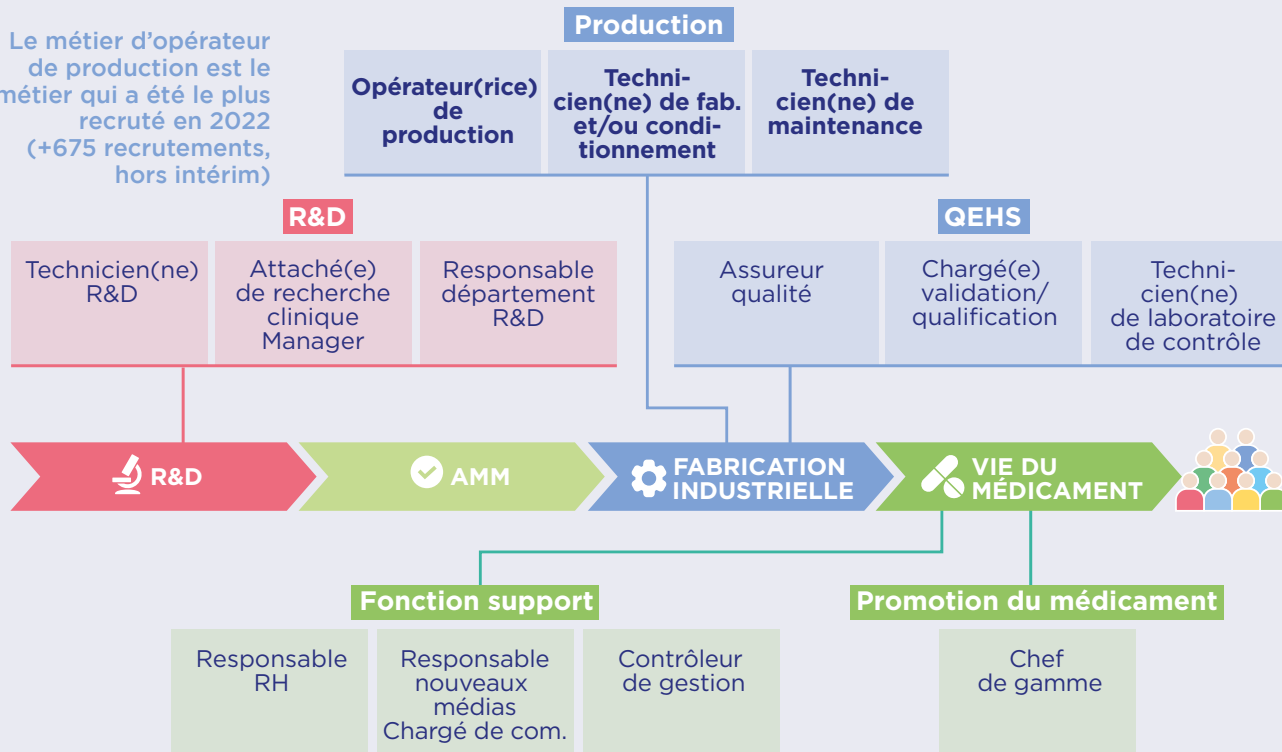 Le métier d’opérateur
de production est le
métier qui a été le plus
recruté en 2022
(+675 recrutements,
hors intérim)
Production
Opérateur(rice)
de
production
Techni-
cien(ne) de fab.
et/ou condi-
tionnement
Techni-
cien(ne) de
maintenance
R&D
Technicien(ne)
R&D
Attaché(e)
de recherche
clinique
Manager
Responsable
département
R&D
QEHS
Assureur
qualité
Chargé(e)
validation/
qualification
Techni-
cien(ne)
de laboratoire
de contrôle
R&D
AMM
FABRICATION
INDUSTRIELLE
VIE DU
MÉDICAMENT
Fonction support
Responsable
RH
Responsable
nouveaux
médias
Chargé de com.
Contrôleur
de gestion
Promotion du médicament
Chef
de gamme